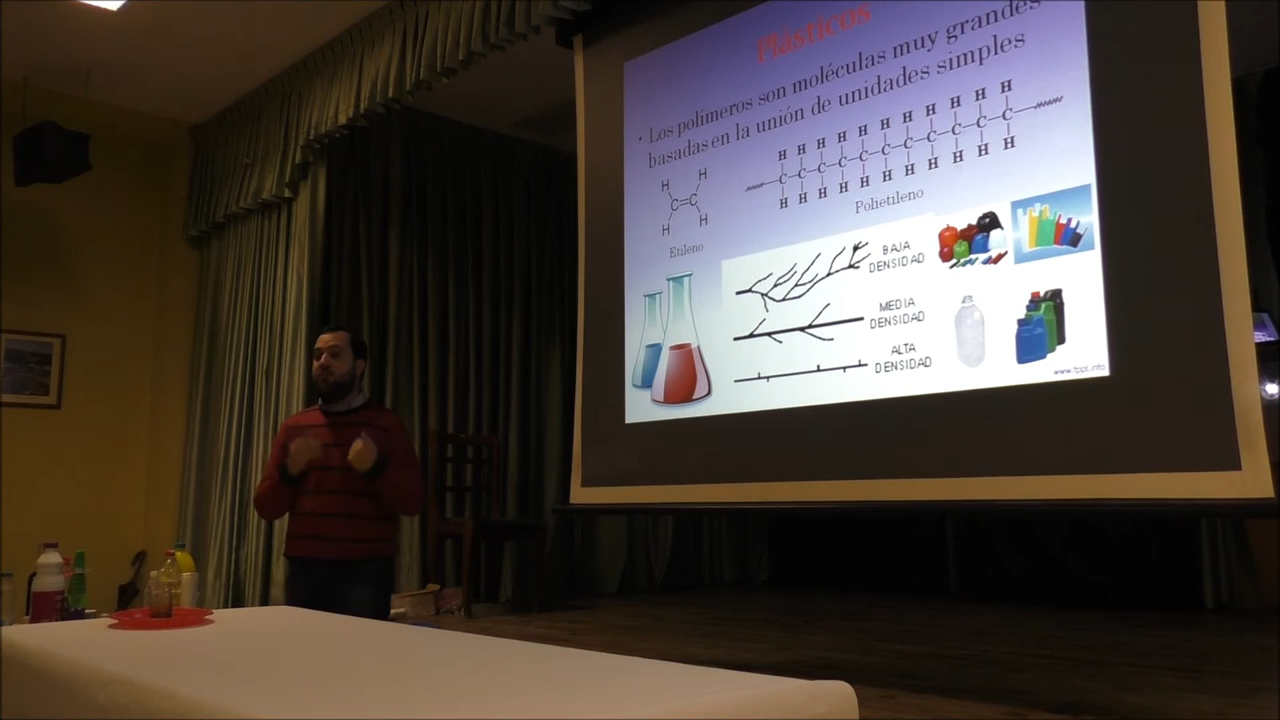 Plásticos
• Los polímeros son moléculas muy grandes
basadas en la unión de unidades simples
H H H H H H H H H H H
C C C C C C C C C C C
H H H H H H H H H H H
H H
C=C
H H
Polietileno
Etileno
BAJA
DENSIDAD
MEDIA
DENSIDAD
ALTA
DENSIDAD
www.fppt.info